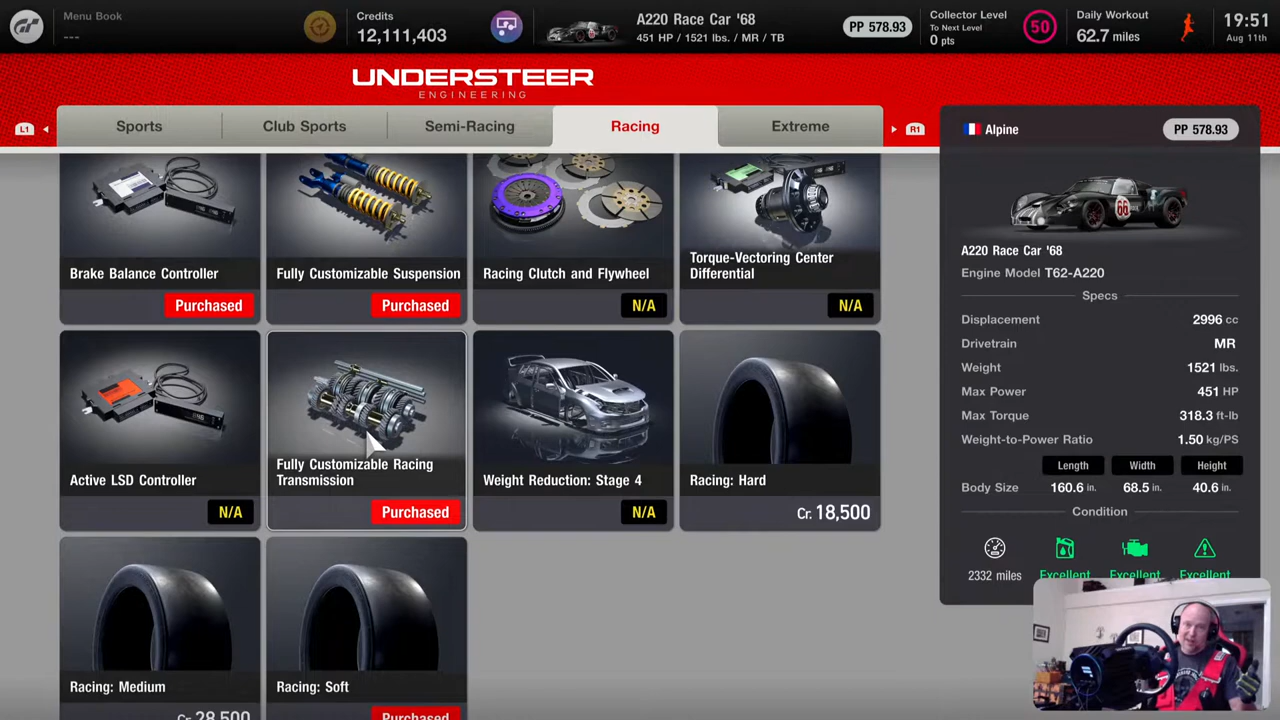 Menu Book
---
Credits
12,111,403
A220 Race Car '68
451 HP / 1521 lbs. / MR / TB
PP 578.93
Collector Level
To Next Level
0 pts
50
Daily Workout
62.7 miles
19:51
Aug 11th
UNDERSTEER
ENGINEERING
L1
Sports
Club Sports
Semi-Racing
Racing
Extreme
R1
Brake Balance Controller
Purchased
Fully Customizable Suspension
Purchased
Racing Clutch and Flywheel
N/A
Torque-Vectoring Center
Differential
N/A
Active LSD Controller
N/A
Fully Customizable Racing
Transmission
Purchased
Weight Reduction: Stage 4
N/A
Racing: Hard
Cr. 18,500
Racing: Medium
28,500
Racing: Soft
Purchased
Alpine
PP 578.93
66
A220 Race Car '68
Engine Model T62-A220
Specs
Displacement 2996 cc
Drivetrain MR
Weight 1521 lbs.
Max Power 451 HP
Max Torque 318.3 ft-lb
Weight-to-Power Ratio 1.50 kg/PS
Length Width Height
Body Size 160.6 in. 68.5 in. 40.6 in.
Condition
2332 miles Excellent Excellent Excellent